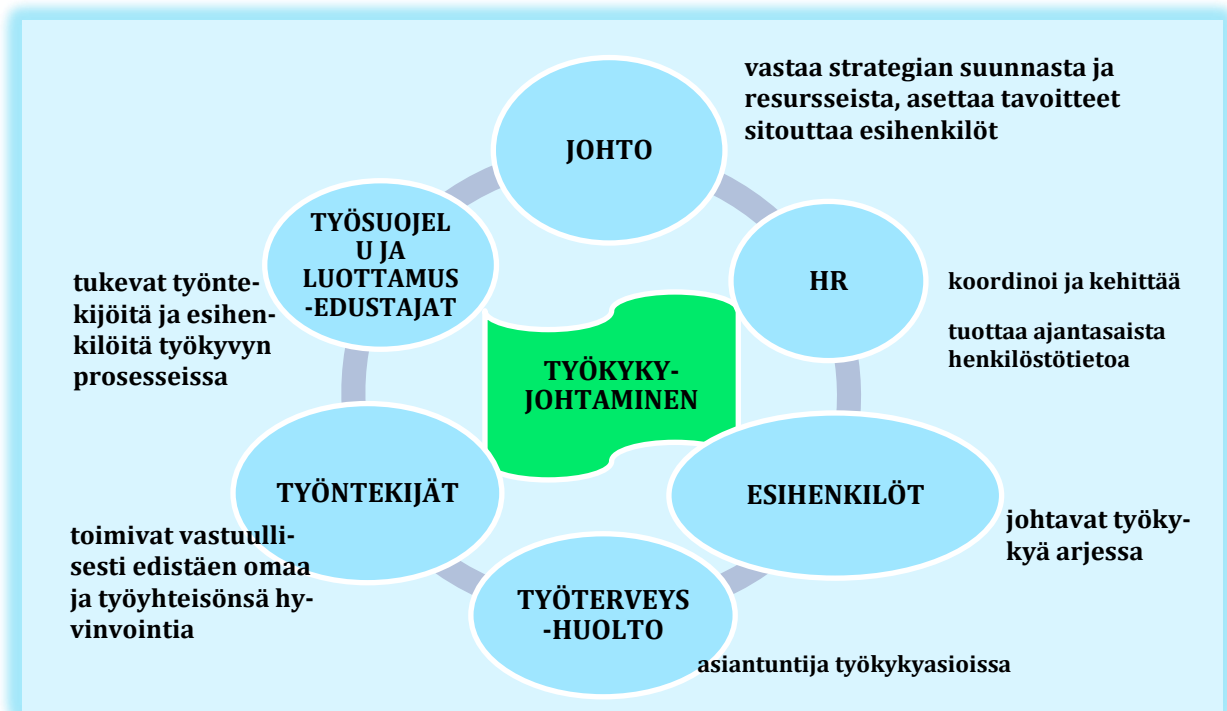 vastaa strategian suunnasta ja
resursseista, asettaa tavoitteet
sitouttaa esihenkilöt
JOHTO
TYÖSUOJEL
U JA
LUOTTAMUS
-EDUSTAJAT
tukevat työnte-
kijöitä ja esihen-
kilöitä työkyvyn
prosesseissa
HR
koordinoi ja kehittää
tuottaa ajantasaista
henkilöstötietoa
TYÖKYKY-
JOHTAMINEN
TYÖNTEKIJÄT
toimivat vastuulli-
sesti edistäen omaa
ja työyhteisönsä hy-
vinvointia
ESIHENKILÖT
johtavat työky-
kyä arjessa
TYÖTERVEYS
-HUOLTO
asiantuntija työkykyasioissa